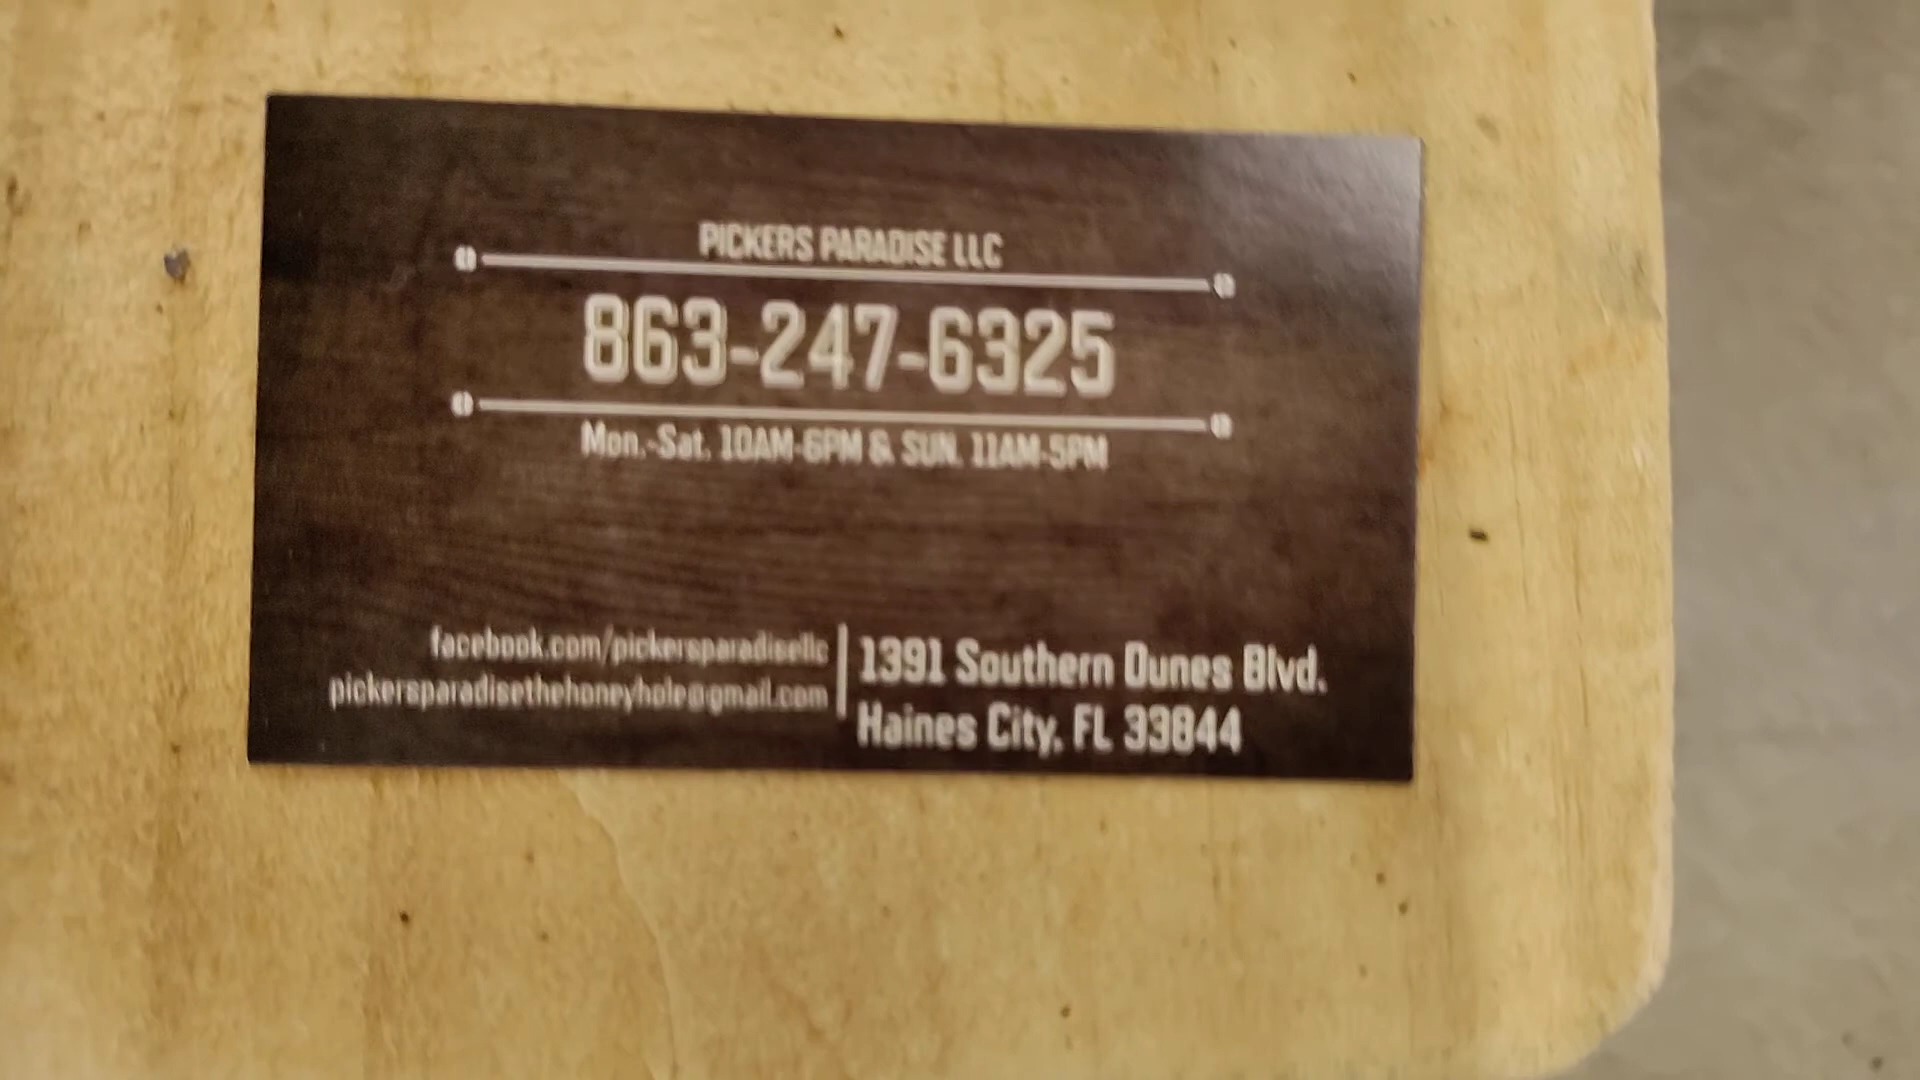 PICKERS PARADISE LLC
863-247-6325
Mon.-Sat. 10AM-6PM & SUN. 11AM-5PM
facebook.com/pickersparadisellc
pickersparadisethehoneyhole@gmail.com
1391 Southern Dunes Blvd.
Haines City, FL 33844